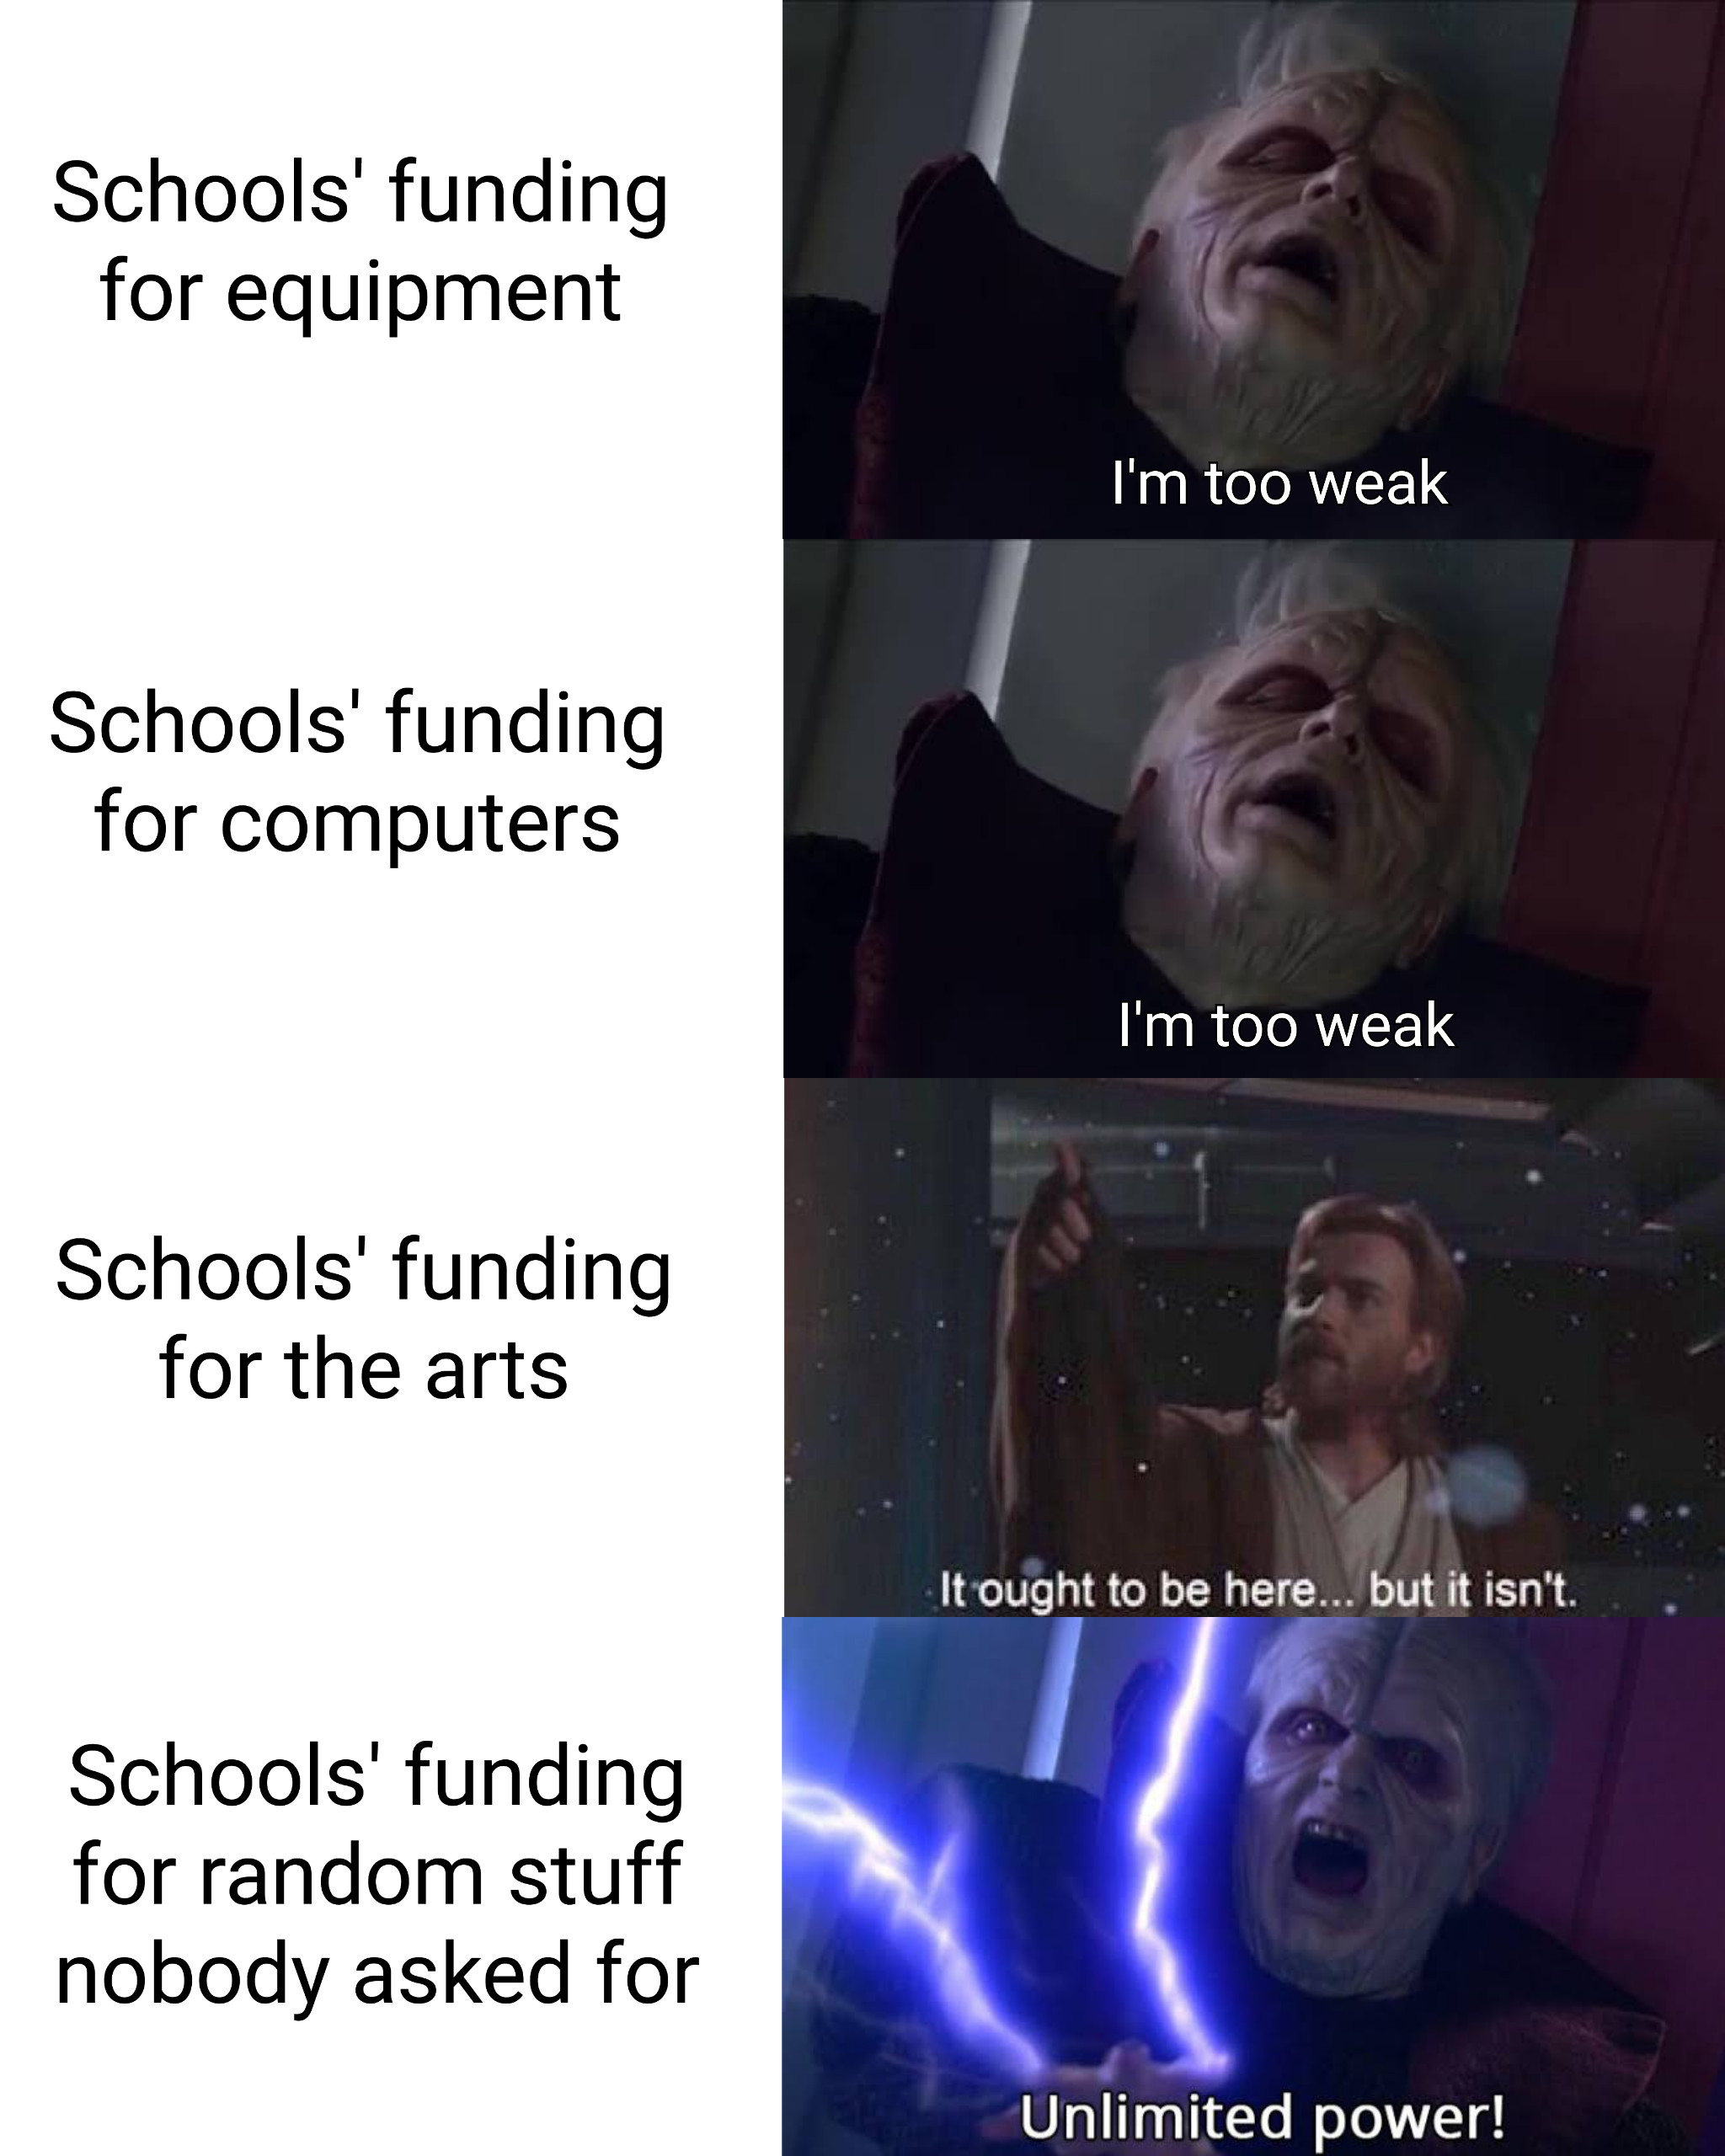 Schools' funding
for equipment
I'm too weak
Schools' funding
for computers
I'm too weak
Schools' funding
for the arts
It ought to be here... but it isn't.
Schools' funding
for random stuff
nobody asked for
Unlimited power!